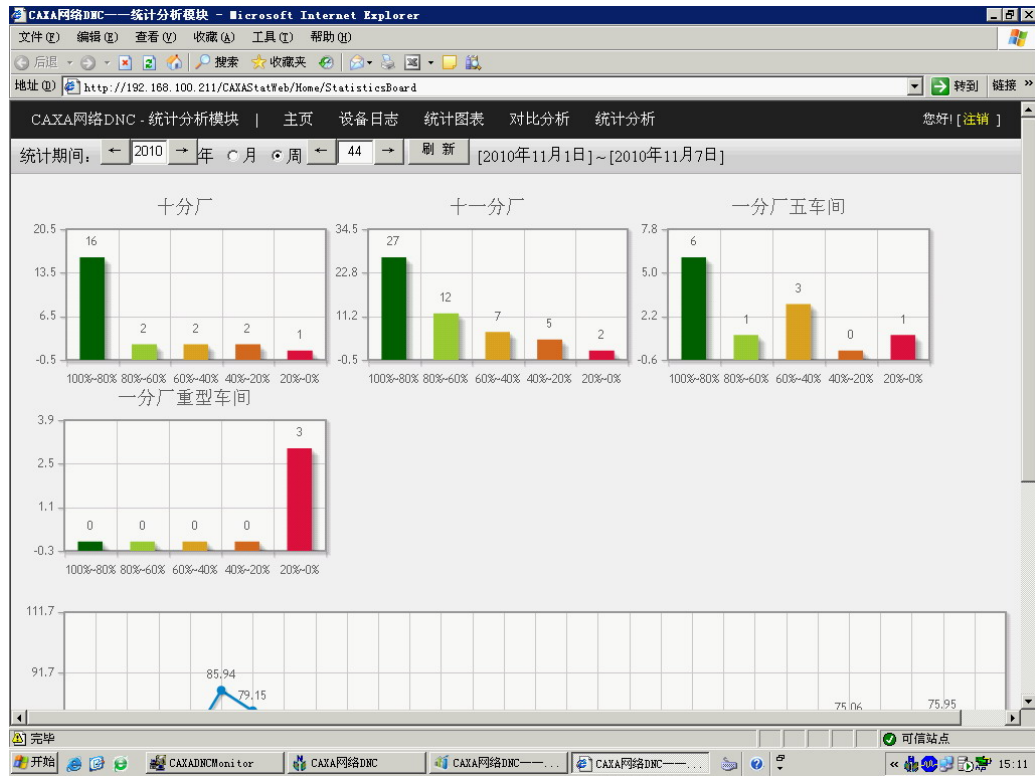 CAXA网络DNC——统计分析模块 - Microsoft Internet Explorer
文件(F) 编辑(E) 查看(V) 收藏(A) 工具(T) 帮助(H)
后退 搜索 收藏夹
地址(D) http://192.168.100.211/CAXAStatWeb/Home/StatisticsBoard 转到 链接 »
CAXA网络DNC - 统计分析模块 | 主页 设备日志 统计图表 对比分析 统计分析 您好! [ 注销 ]
统计期间: ← 2010 → 年 月 周 ← 44 → 刷 新 [2010年11月1日]~[2010年11月7日]
十分厂 十一分厂 一分厂五车间
20.5 34.5 7.8
16 27 6
13.5 22.8 5.0
12 3
6.5 11.2 2.2
2 2 2 1 7 5 2 1 0 1
-0.5 -0.5 -0.6
100%~80% 80%~60% 60%~40% 40%~20% 20%~0% 100%~80% 80%~60% 60%~40% 40%~20% 20%~0% 100%~80% 80%~60% 60%~40% 40%~20% 20%~0%
一分厂重型车间
3.9
3
2.5
1.1
0 0 0 0
-0.3
100%~80% 80%~60% 60%~40% 40%~20% 20%~0%
111.7
91.7
85.94
79.15 75.06 75.95
完毕 可信站点
开始 CAXADNCMonitor CAXA网络DNC CAXA网络DNC——... CAXA网络DNC——... « 15:11